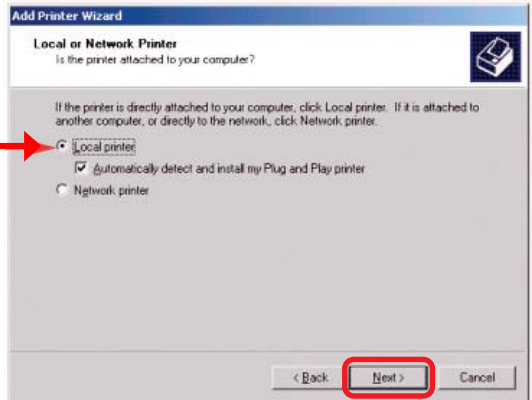 Add Printer Wizard
Local or Network Printer
Is the printer attached to your computer?
If the printer is directly attached to your computer, click Local printer. If it is attached to
another computer, or directly to the network, click Network printer.
Local printer
Automatically detect and install my Plug and Play printer
Network printer
< Back
Next >
Cancel